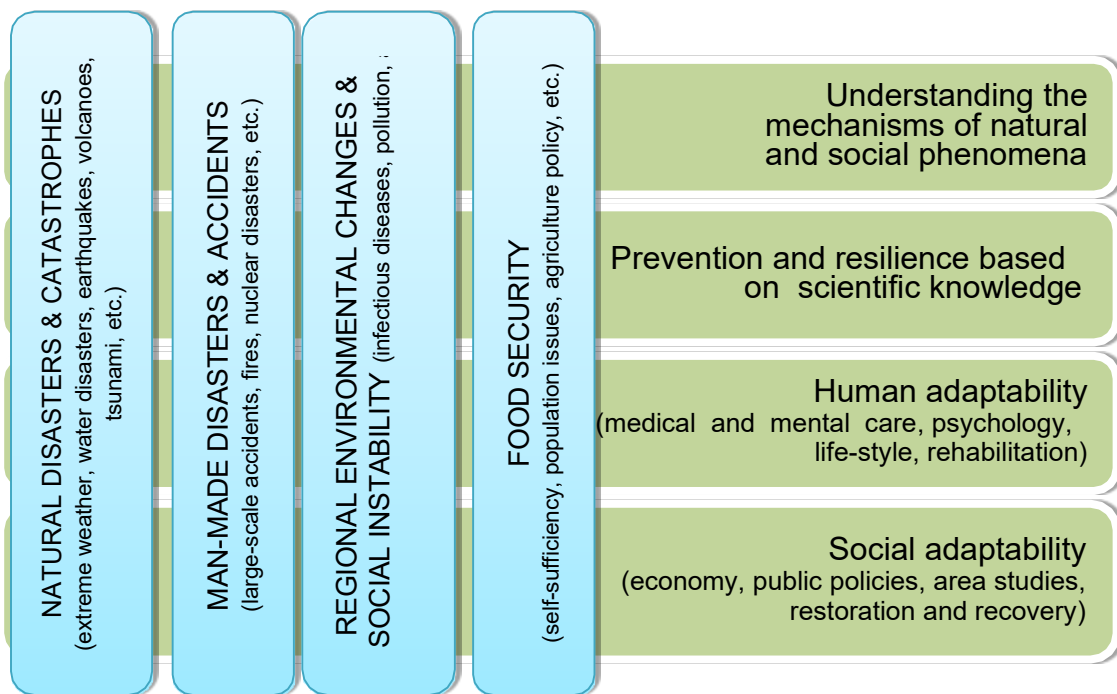 NATURAL DISASTERS & CATASTROPHES
(extreme weather, water disasters, earthquakes, volcanoes,
tsunami, etc.)
MAN-MADE DISASTERS & ACCIDENTS
(large-scale accidents, fires, nuclear disasters, etc.)
REGIONAL ENVIRONMENTAL CHANGES &
SOCIAL INSTABILITY (infectious diseases, pollution,
FOOD SECURITY
(self-sufficiency, population issues, agriculture policy, etc.)
Understanding the
mechanisms of natural
and social phenomena
Prevention and resilience based
on scientific knowledge
Human adaptability
(medical and mental care, psychology,
life-style, rehabilitation)
Social adaptability
(economy, public policies, area studies,
restoration and recovery)